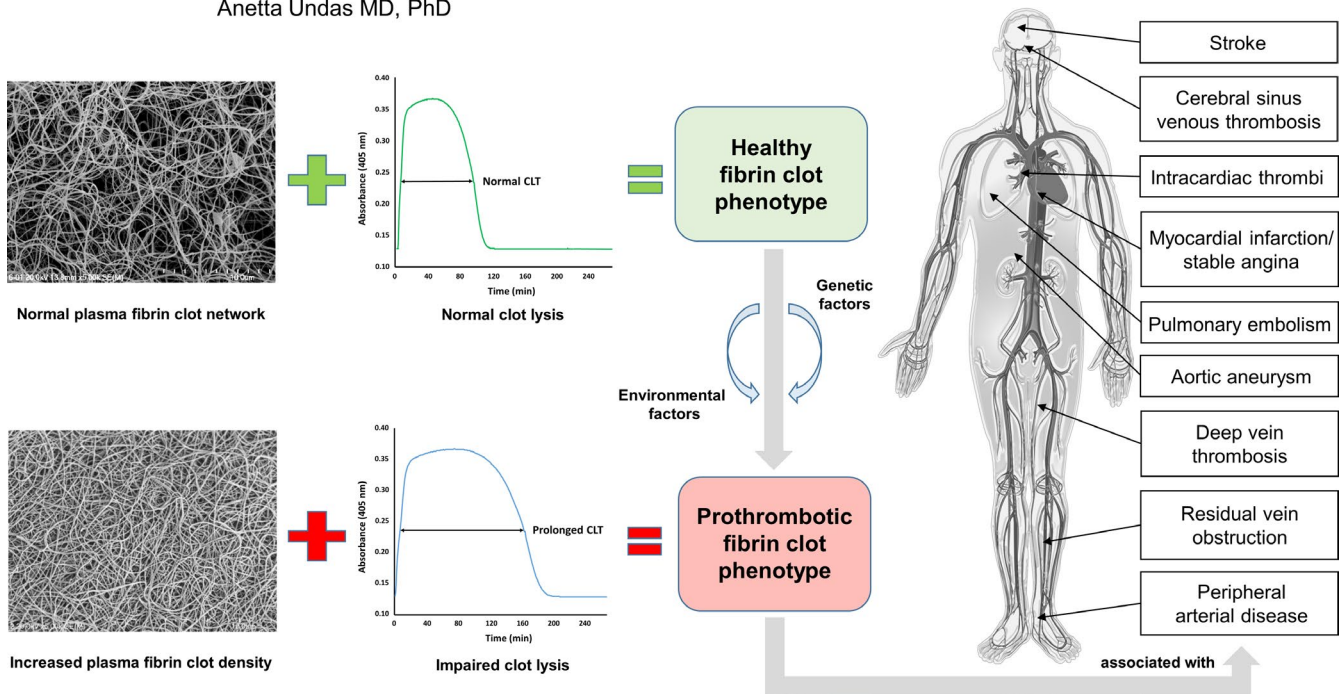 Anetta Undas MD, PhD
Normal plasma fibrin clot network
0.40
0.35
0.30
0.25
0.20
0.15
0.10
Absorbance (405 nm)
Normal CLT
0 40 80 120 160 200 240
Time (min)
Normal clot lysis
Healthy
fibrin clot
phenotype
Genetic
factors
Environmental
factors
Increased plasma fibrin clot density
0.40
0.35
0.30
0.25
0.20
0.15
0.10
Absorbance (405 nm)
Prolonged CLT
0 40 80 120 160 200 240
Time (min)
Impaired clot lysis
Prothrombotic
fibrin clot
phenotype
Stroke
Cerebral sinus
venous thrombosis
Intracardiac thrombi
Myocardial infarction/
stable angina
Pulmonary embolism
Aortic aneurysm
Deep vein
thrombosis
Residual vein
obstruction
Peripheral
arterial disease
associated with